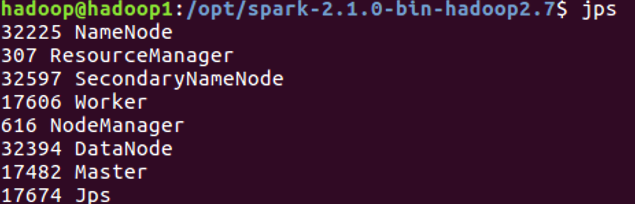 hadoop@hadoop1:/opt/spark-2.1.0-bin-hadoop2.7$ jps
32225 NameNode
307 ResourceManager
32597 SecondaryNameNode
17606 Worker
616 NodeManager
32394 DataNode
17482 Master
17674 Jps